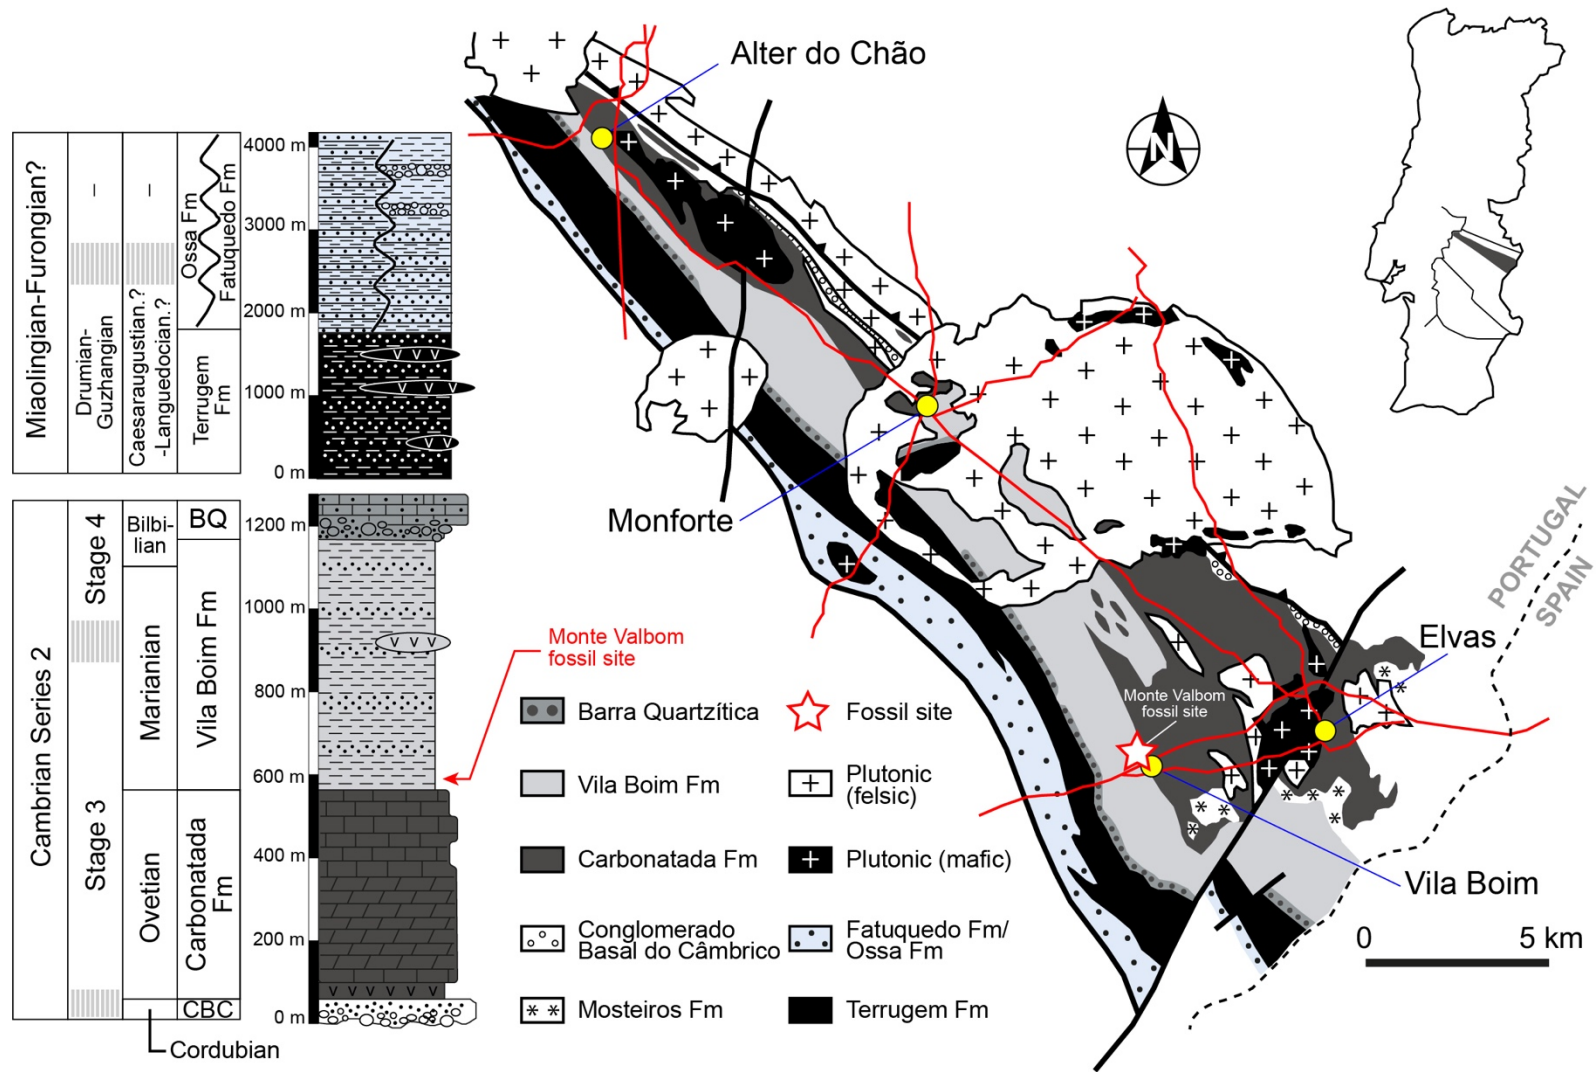 Miaolingian-Furongian?
Drumian-
Guzhangian
–
Caesaraugustian.?
-Languedocian.?
–
Ossa Fm
Fatuquedo Fm
Terrugem
Fm
4000 m
3000 m
2000 m
1000 m
0 m
V V V
V V V
V V
Cambrian Series 2
Stage 4
Stage 3
Bilbi-
lian
Marianian
Ovetian
Cordubian
BQ
Vila Boim Fm
Carbonatada
Fm
CBC
1200 m
1000 m
800 m
600 m
400 m
200 m
0 m
V V V
V V V V V V
Monte Valbom
fossil site
Barra Quartzítica
Vila Boim Fm
Carbonatada Fm
Conglomerado
Basal do Câmbrico
Mosteiros Fm
Fossil site
Plutonic
(felsic)
Plutonic (mafic)
Fatuquedo Fm/
Ossa Fm
Terrugem Fm
Alter do Chão
Monforte
N
PORTUGAL
SPAIN
Elvas
Monte Valbom
fossil site
Vila Boim
0 5 km